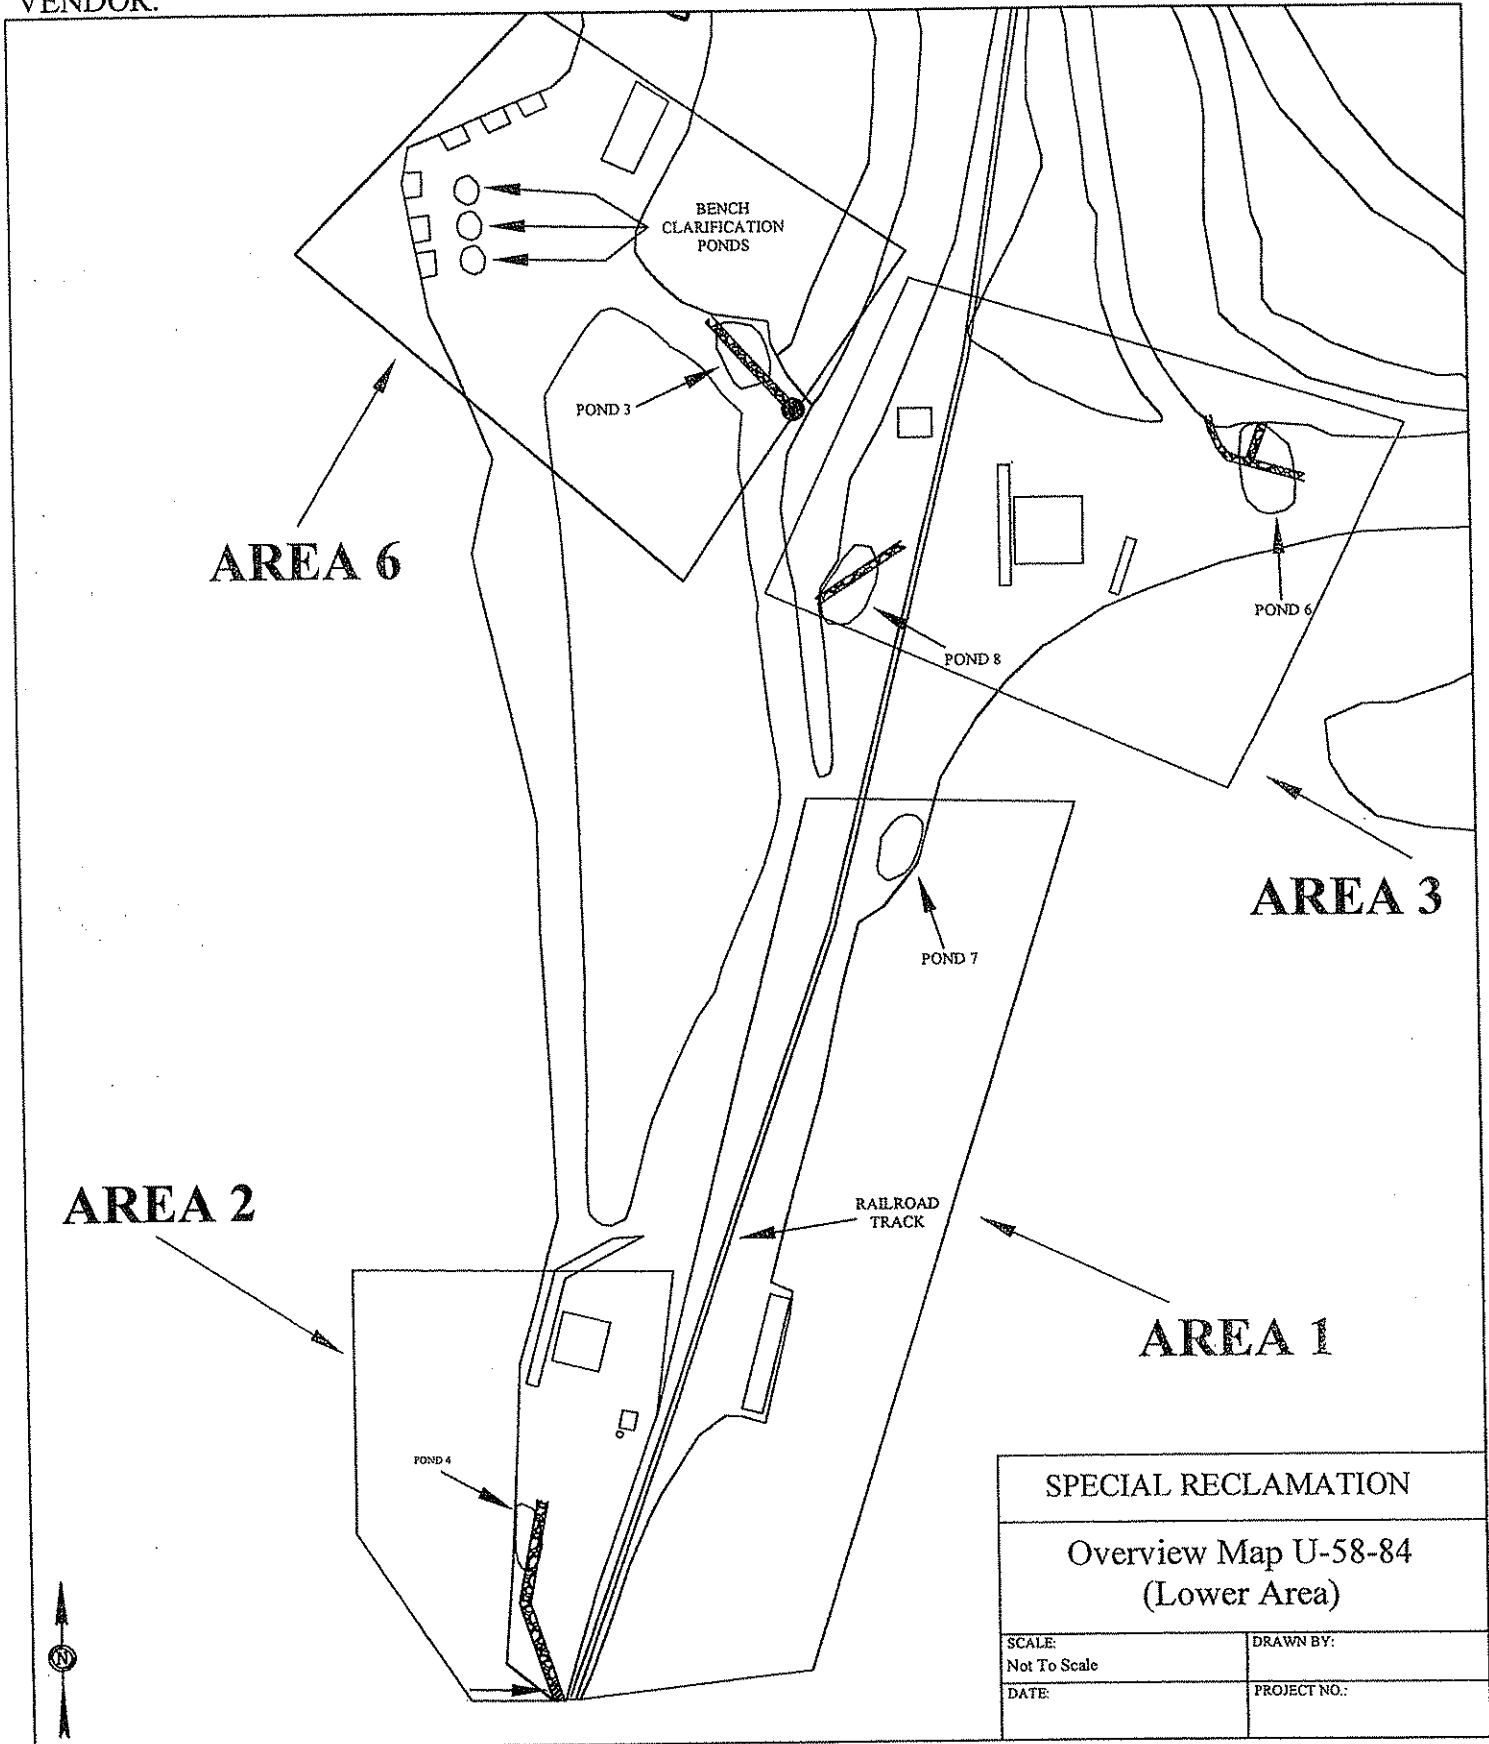 VENDOR:
BENCH
CLARIFICATION
PONDS
POND 3
AREA 6
POND 6
POND 8
AREA 3
POND 7
AREA 2
RAILROAD
TRACK
AREA 1
POND 4
N
SPECIAL RECLAMATION
Overview Map U-58-84
(Lower Area)
SCALE:
Not To Scale
DRAWN BY:
DATE:
PROJECT NO.: